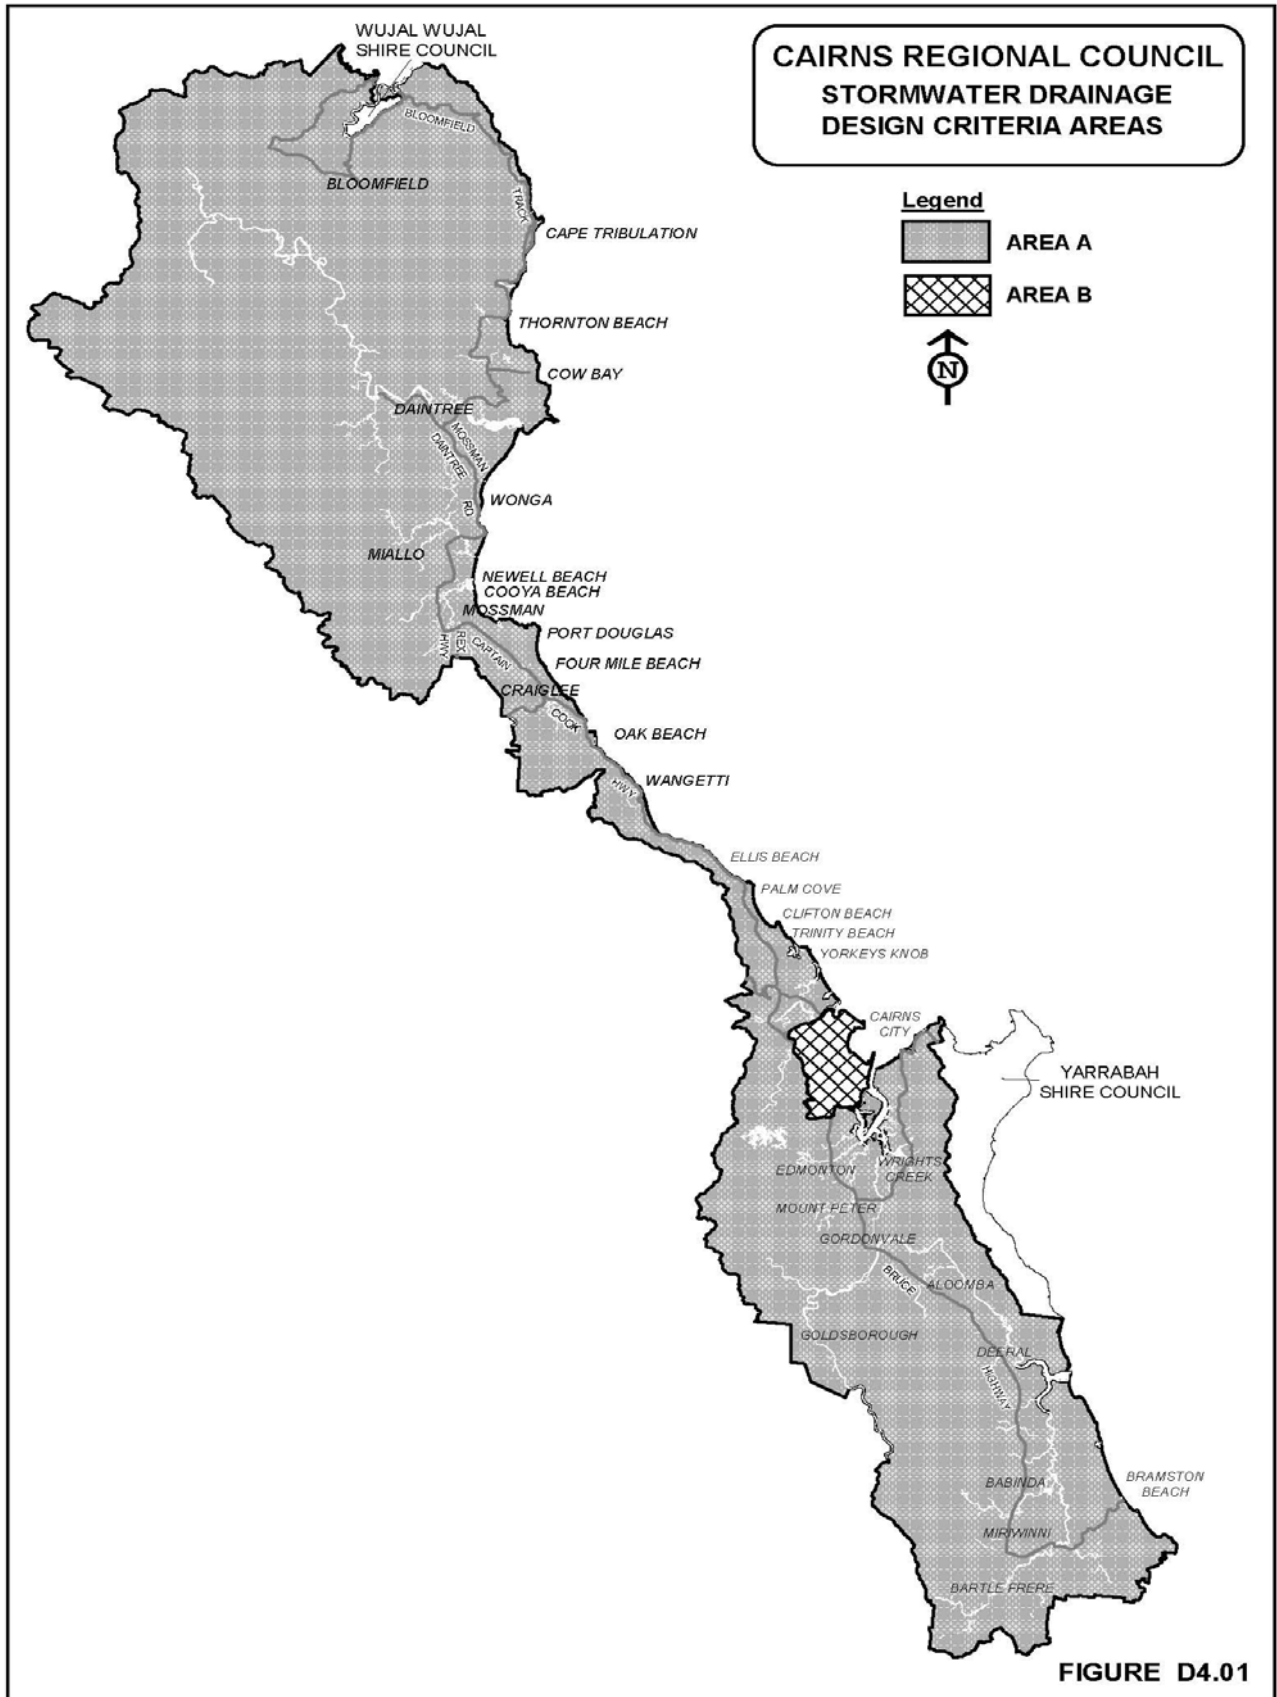 WUJAL WUJAL
SHIRE COUNCIL
CAIRNS REGIONAL COUNCIL
STORMWATER DRAINAGE
DESIGN CRITERIA AREAS
BLOOMFIELD
BLOOMFIELD
TRACK
Legend
AREA A
AREA B
N
CAPE TRIBULATION
THORNTON BEACH
COW BAY
DAINTREE
MOSSMAN
DAINTREE
RD
WONGA
MIALLO
NEWELL BEACH
COOYA BEACH
MOSSMAN
PORT DOUGLAS
HWY
REX
CAPTAIN
FOUR MILE BEACH
CRAIGLEE
COOK
OAK BEACH
HWY
WANGETTI
ELLIS BEACH
PALM COVE
CLIFTON BEACH
TRINITY BEACH
YORKEYS KNOB
CAIRNS
CITY
YARRABAH
SHIRE COUNCIL
EDMONTON
WRIGHTS
CREEK
MOUNT PETER
GORDONVALE
BRUCE
ALOOMBA
GOLDSBOROUGH
DEERAL
HIGHWAY
BABINDA
BRAMSTON
BEACH
MIRIWINNI
BARTLE FRERE
FIGURE D4.01